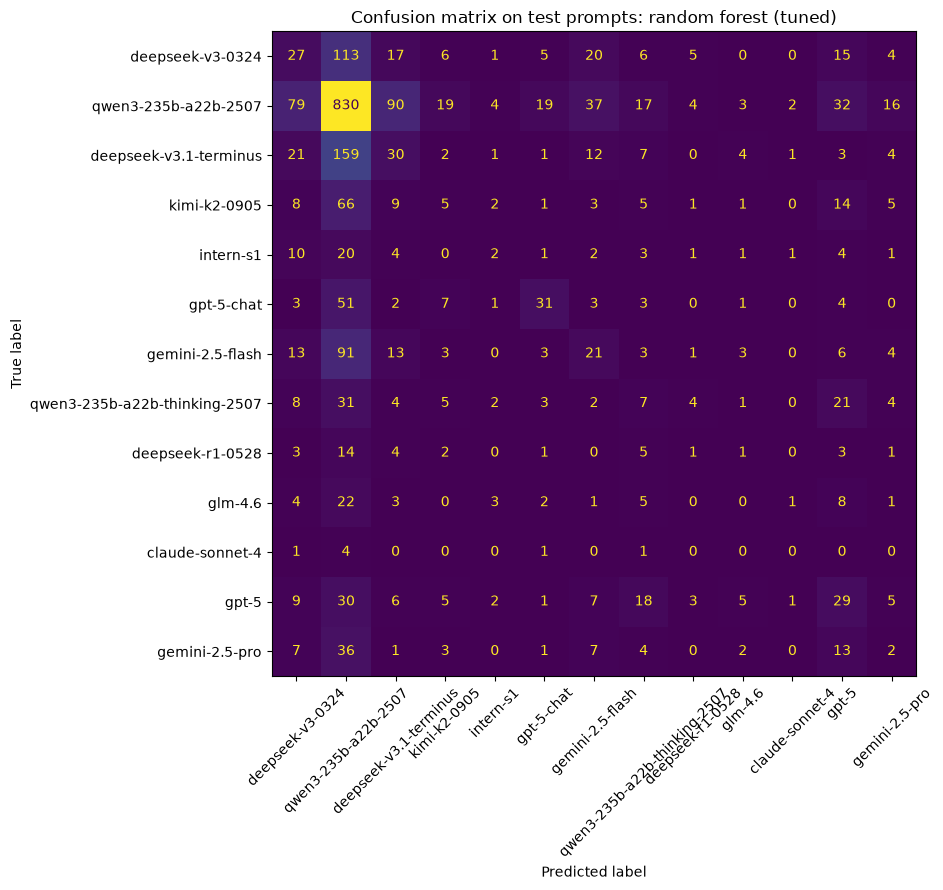 Confusion matrix on test prompts: random forest (tuned)
True label
deepseek-v3-0324 27 113 17 6 1 5 20 6 5 0 0 15 4
qwen3-235b-a22b-2507 79 830 90 19 4 19 37 17 4 3 2 32 16
deepseek-v3.1-terminus 21 159 30 2 1 1 12 7 0 4 1 3 4
kimi-k2-0905 8 66 9 5 2 1 3 5 1 1 0 14 5
intern-s1 10 20 4 0 2 1 2 3 1 1 1 4 1
gpt-5-chat 3 51 2 7 1 31 3 3 0 1 0 4 0
gemini-2.5-flash 13 91 13 3 0 3 21 3 1 3 0 6 4
qwen3-235b-a22b-thinking-2507 8 31 4 5 2 3 2 7 4 1 0 21 4
deepseek-r1-0528 3 14 4 2 0 1 0 5 1 1 0 3 1
glm-4.6 4 22 3 0 3 2 1 5 0 0 1 8 1
claude-sonnet-4 1 4 0 0 0 1 0 1 0 0 0 0 0
gpt-5 9 30 6 5 2 1 7 18 3 5 1 29 5
gemini-2.5-pro 7 36 1 3 0 1 7 4 0 2 0 13 2
deepseek-v3-0324
qwen3-235b-a22b-2507
deepseek-v3.1-terminus
kimi-k2-0905
intern-s1
gpt-5-chat
gemini-2.5-flash
qwen3-235b-a22b-thinking-2507
deepseek-r1-0528
glm-4.6
claude-sonnet-4
gpt-5
gemini-2.5-pro
Predicted label